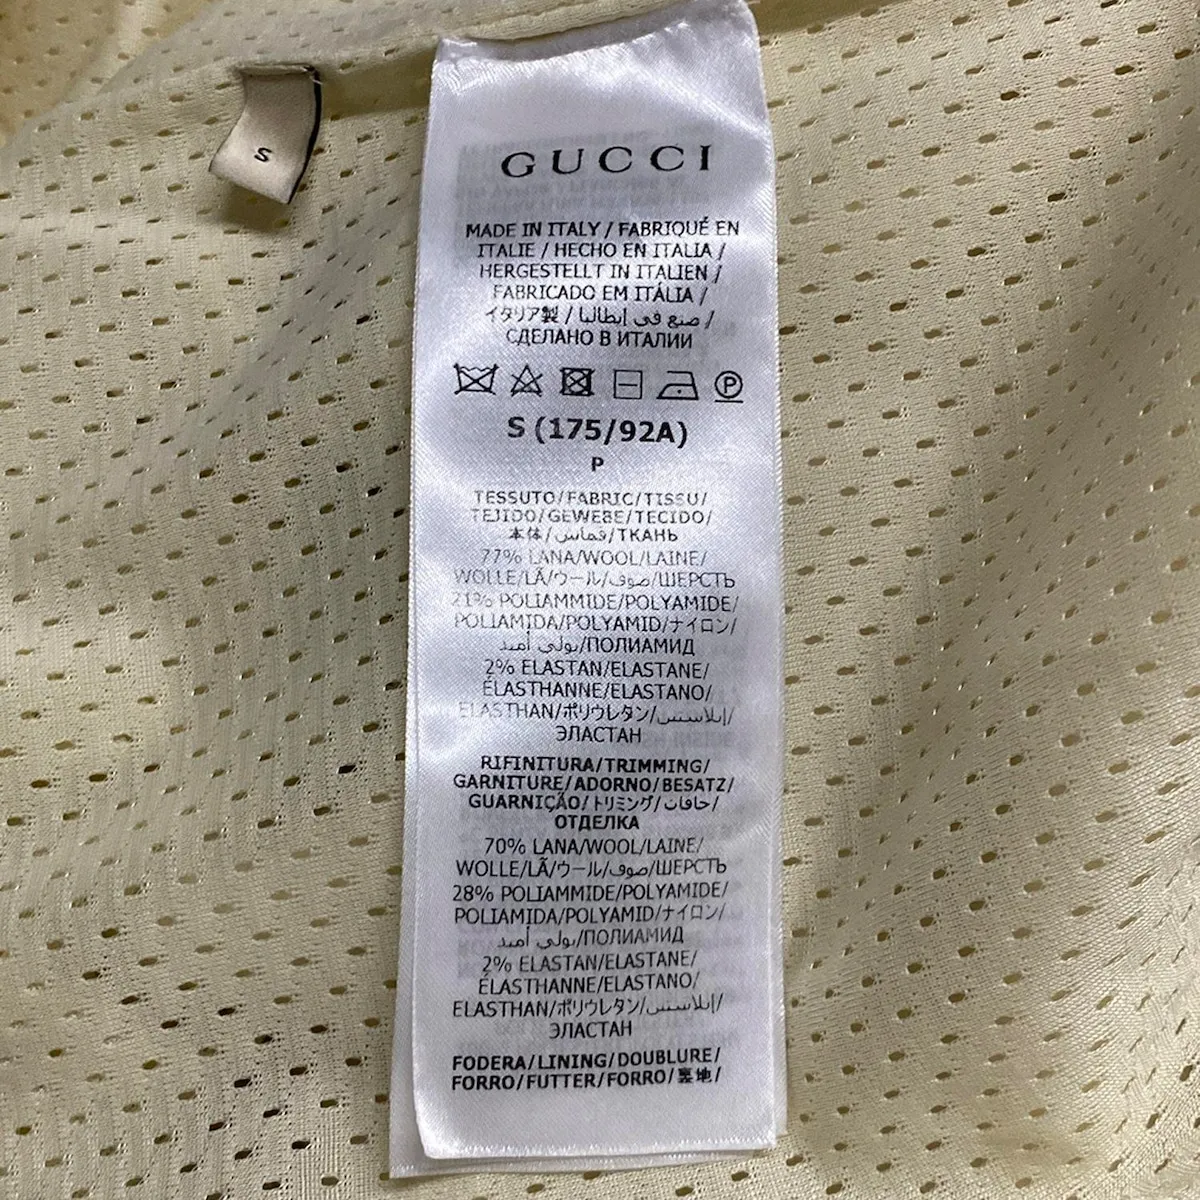 S
GUCCI
MADE IN ITALY / FABRIQUÉ EN
ITALIE / HECHO EN ITALIA /
HERGESTELLT IN ITALIEN /
FABRICADO EM ITÁLIA /
イタリア製 / صنع في إيطاليا /
СДЕЛАНО В ИТАЛИИ
P
S (175/92A)
P
TESSUTO/FABRIC/TISSU/
TEJIDO/GEWEBE/TECIDO/
本体/قماس/ТКАНЬ
77% LANA/WOOL/LAINE/
WOLLE/LÃ/ウール/صوف/ШЕРСТЬ
21% POLIAMMIDE/POLYAMIDE/
POLIAMIDA/POLYAMID/ナイロン/
بولي أميد/ПОЛИАМИД
2% ELASTAN/ELASTANE/
ÉLASTHANNE/ELASTANO/
ELASTHAN/ポリウレタン/إيلاستين/
ЭЛАСТАН
RIFINITURA/TRIMMING/
GARNITURE/ADORNO/BESATZ/
GUARNIÇÃO/トリミング/حافات/
ОТДЕЛКА
70% LANA/WOOL/LAINE/
WOLLE/LÃ/ウール/صوف/ШЕРСТЬ
28% POLIAMMIDE/POLYAMIDE/
POLIAMIDA/POLYAMID/ナイロン/
بولي أميد/ПОЛИАМИД
2% ELASTAN/ELASTANE/
ÉLASTHANNE/ELASTANO/
ELASTHAN/ポリウレタン/إيلاستين/
ЭЛАСТАН
FODERA/LINING/DOUBLURE/
FORRO/FUTTER/FORRO/裏地/